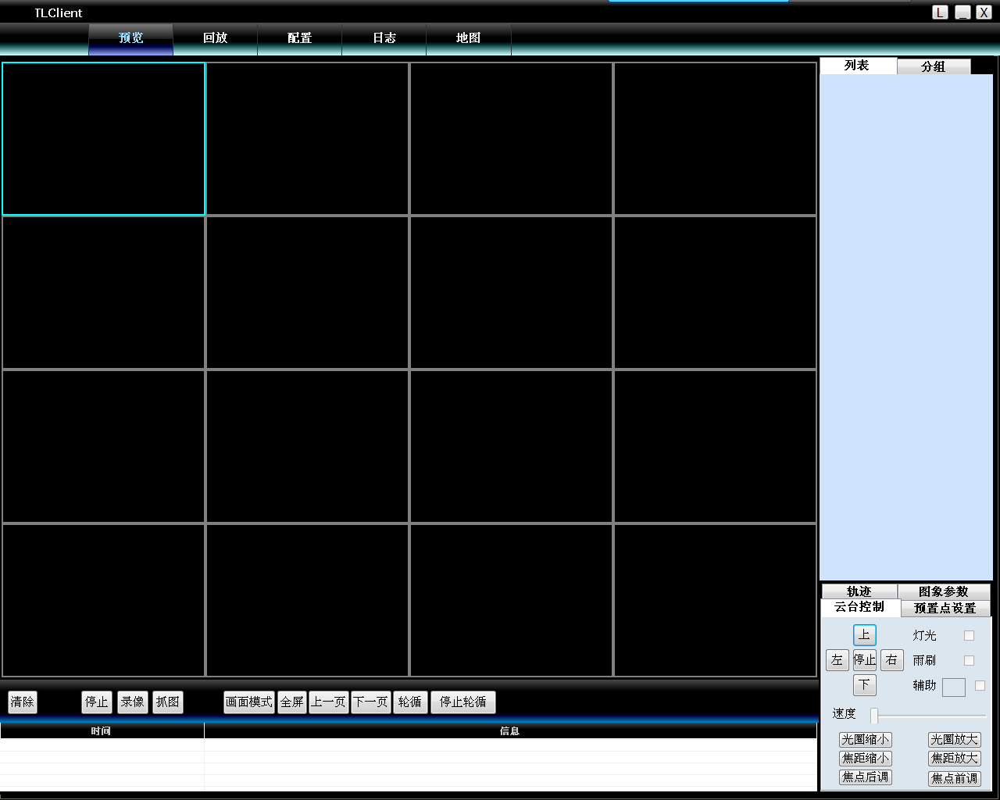 TLClient L _ X
预览 回放 配置 日志 地图
列表 分组
轨迹 图象参数
云台控制 预置点设置
上 灯光
左 停止 右 雨刷
下 辅助
速度
光圈缩小 光圈放大
焦距缩小 焦距放大
焦点后调 焦点前调
清除 停止 录像 抓图 画面模式 全屏 上一页 下一页 轮循 停止轮循
时间 信息